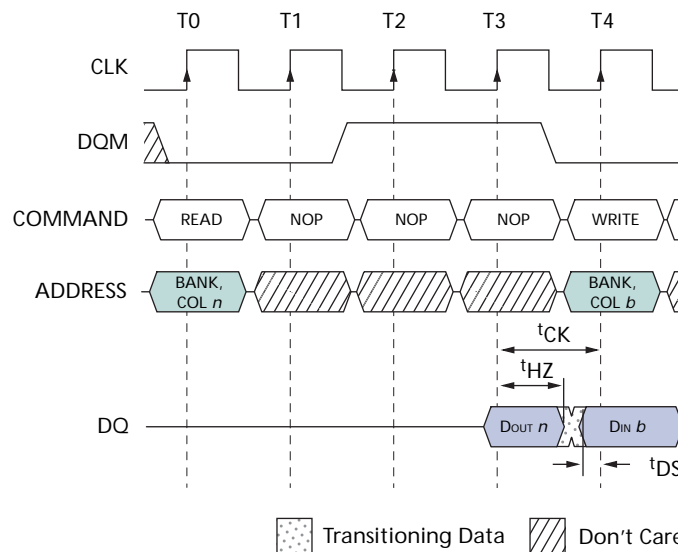 T0 T1 T2 T3 T4
CLK
DQM
COMMAND READ NOP NOP NOP WRITE
ADDRESS BANK, COL n BANK, COL b
tCK
tHZ
DQ DOUT n DIN b
tDS
Transitioning Data Don't Care